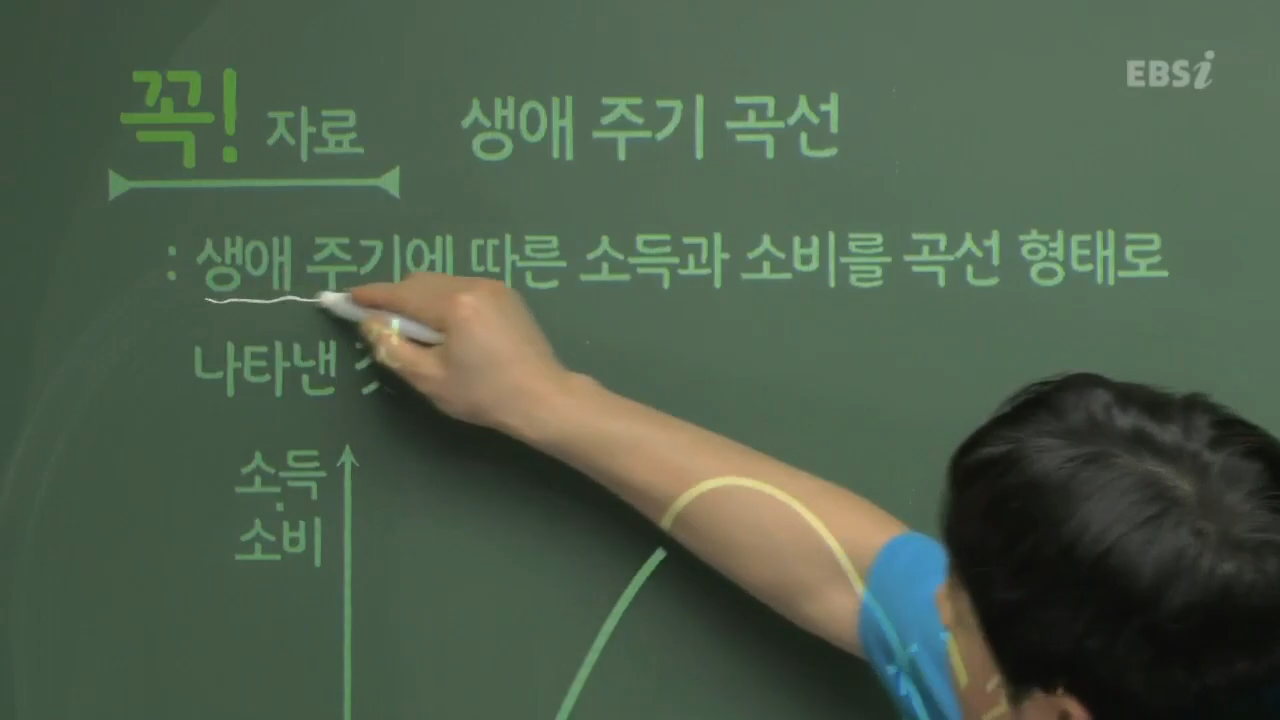 EBSi
꼭! 자료 생애 주기 곡선
: 생애 주기에 따른 소득과 소비를 곡선 형태로
나타낸
소득·
소비